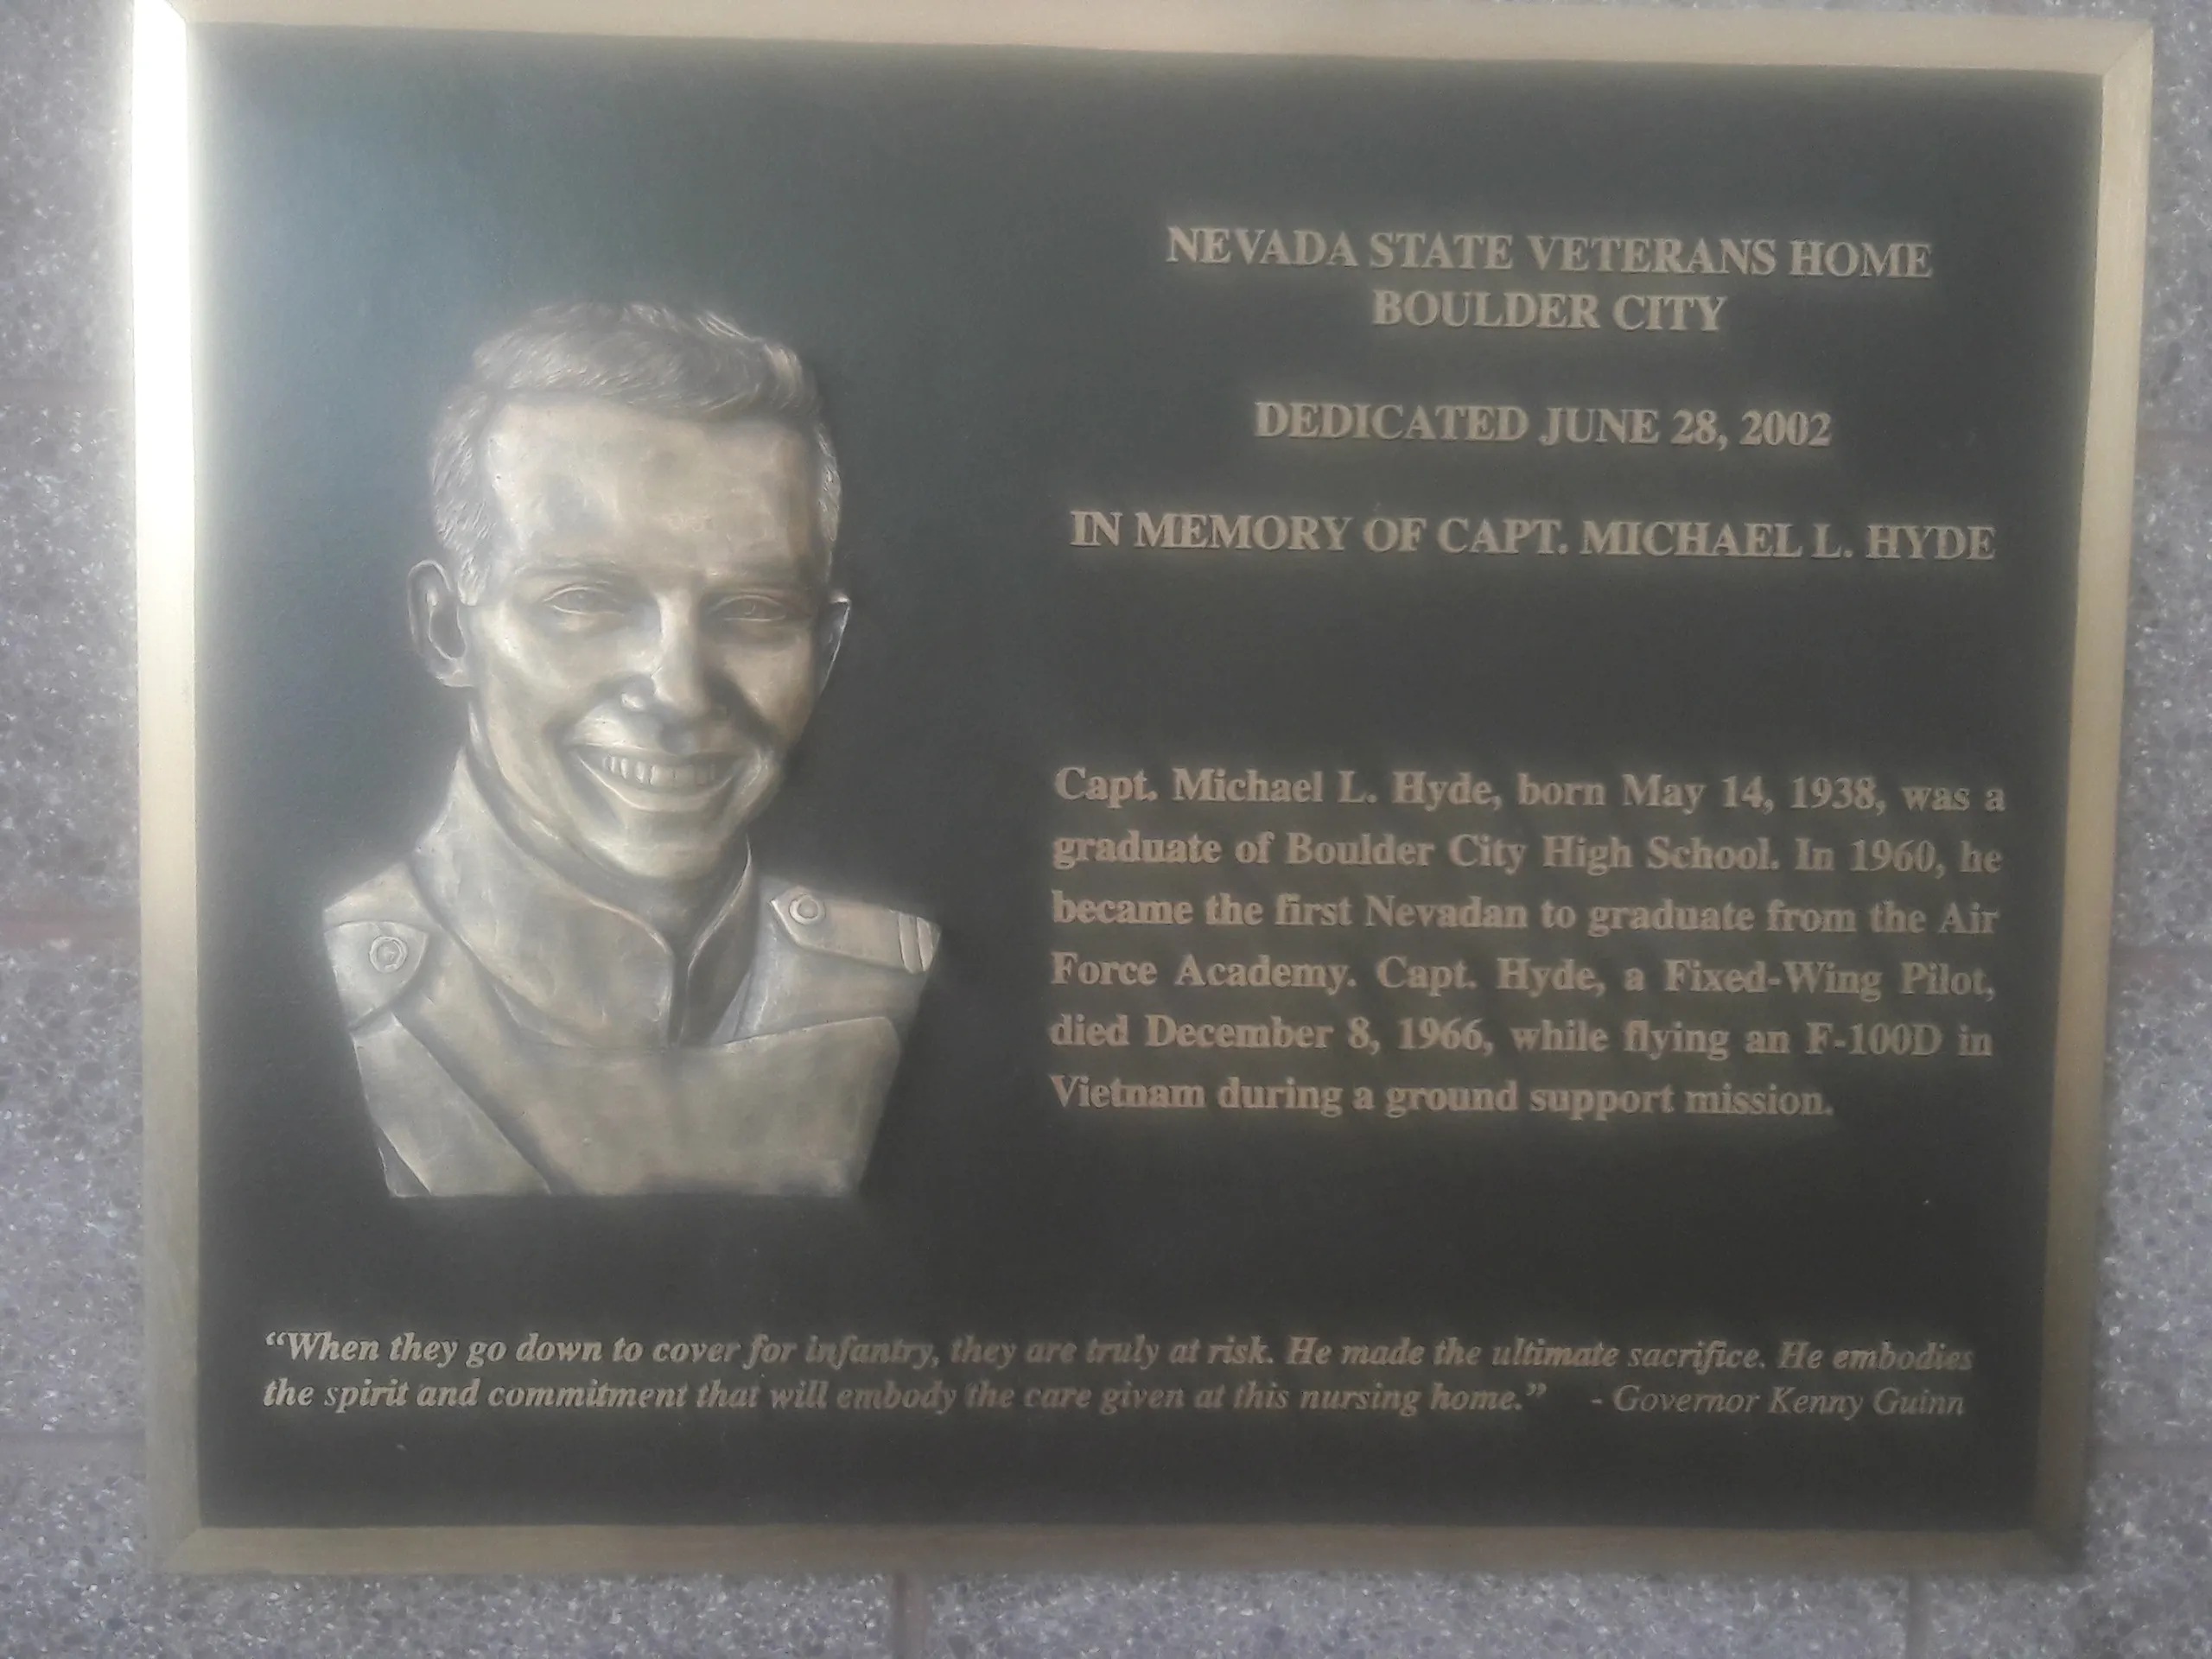 NEVADA STATE VETERANS HOME
BOULDER CITY
DEDICATED JUNE 28, 2002
IN MEMORY OF CAPT. MICHAEL L. HYDE
Capt. Michael L. Hyde, born May 14, 1938, was a
graduate of Boulder City High School. In 1960, he
became the first Nevadan to graduate from the Air
Force Academy. Capt. Hyde, a Fixed-Wing Pilot,
died December 8, 1966, while flying an F-100D in
Vietnam during a ground support mission.
“When they go down to cover for infantry, they are truly at risk. He made the ultimate sacrifice. He embodies
the spirit and commitment that will embody the care given at this nursing home.” - Governor Kenny Guinn